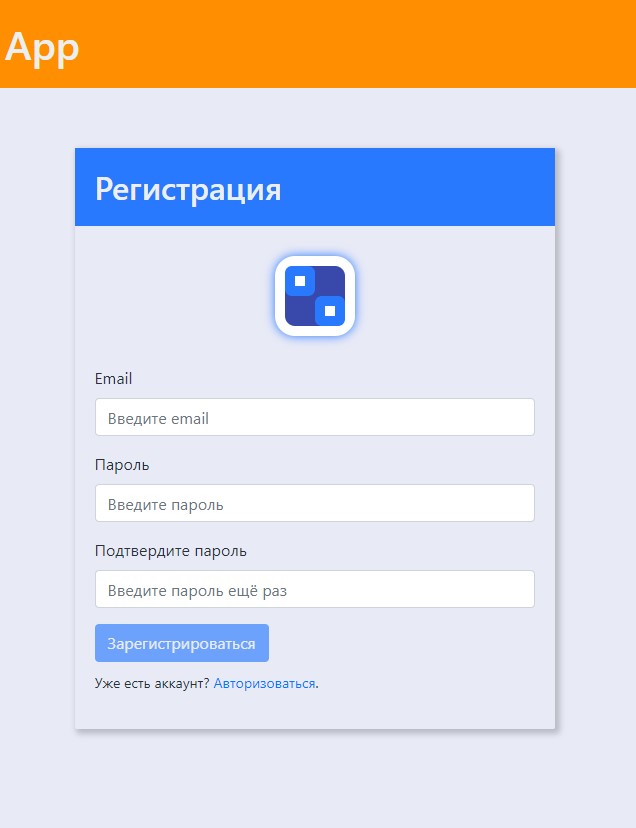 App
Регистрация
Email
Введите email
Пароль
Введите пароль
Подтвердите пароль
Введите пароль ещё раз
Зарегистрироваться
Уже есть аккаунт? Авторизоваться.